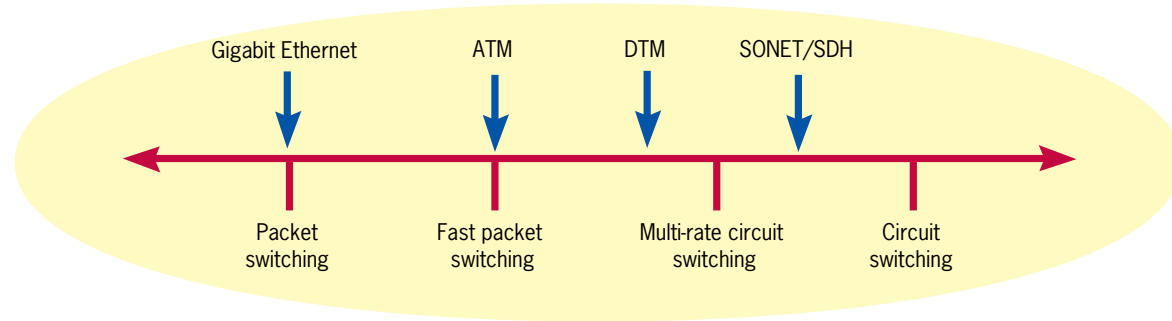 Gigabit Ethernet
ATM
DTM
SONET/SDH
Packet
switching
Fast packet
switching
Multi-rate circuit
switching
Circuit
switching